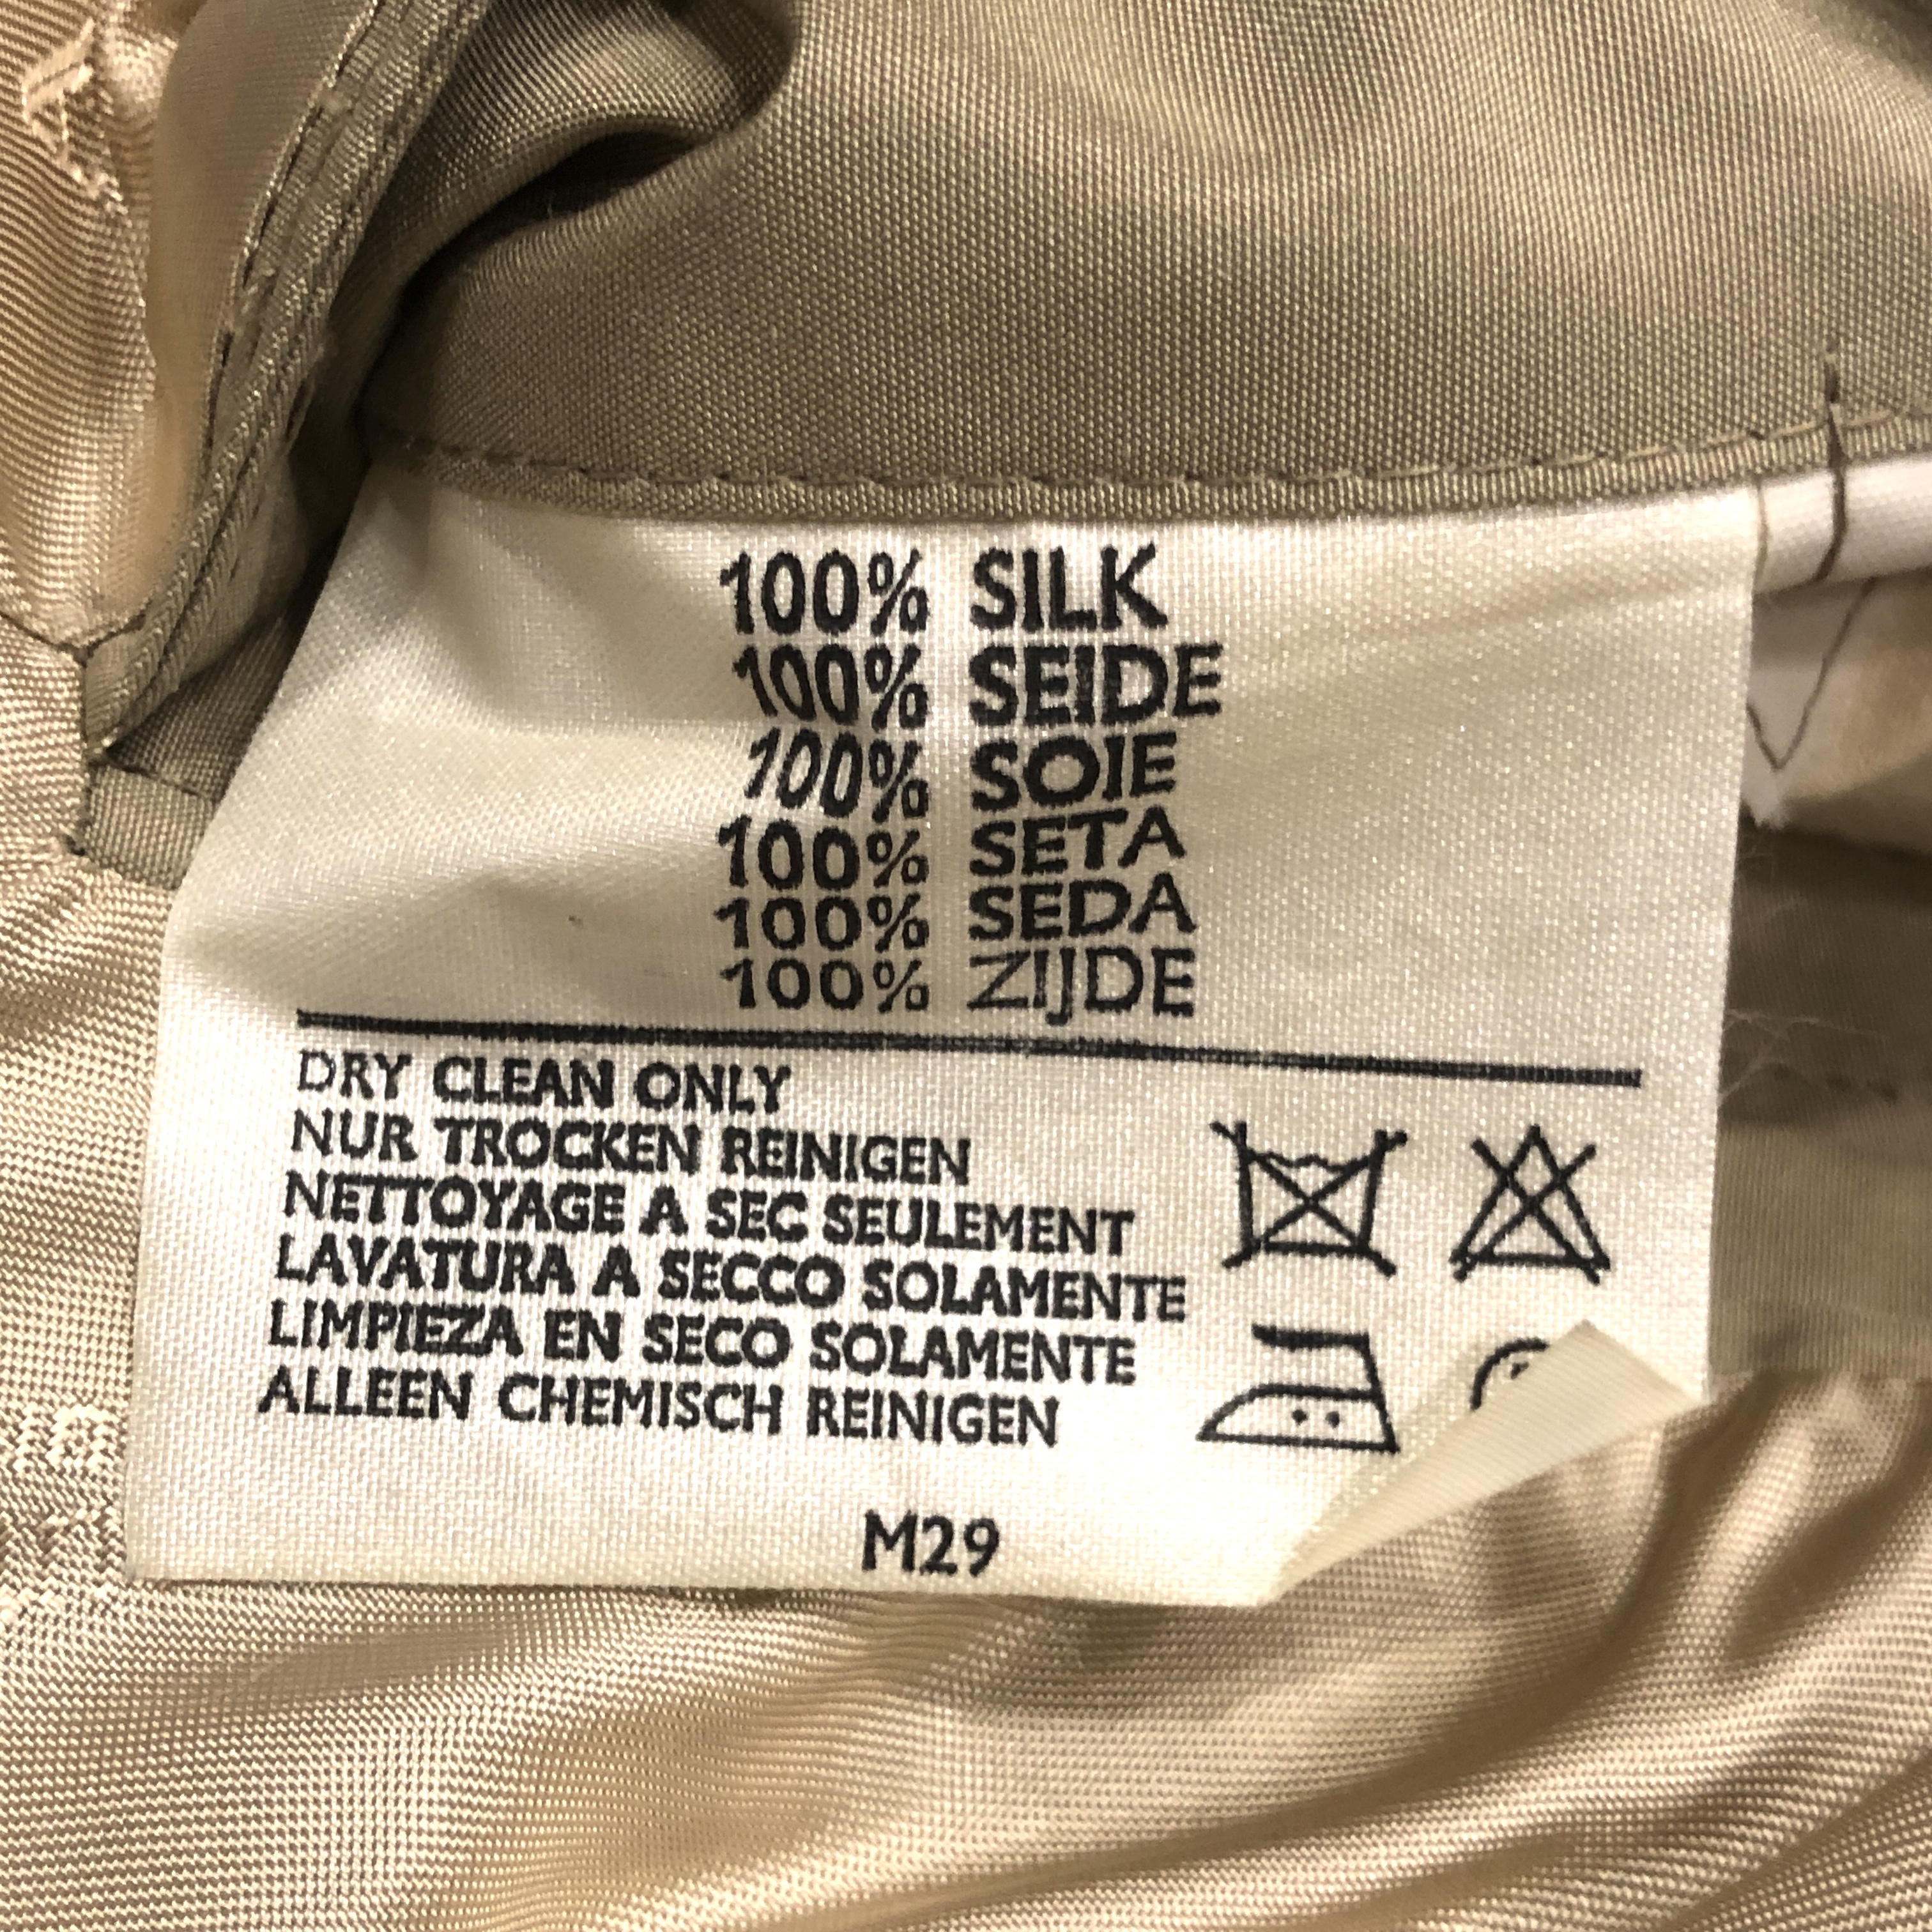 100% SILK
100% SEIDE
100% SOIE
100% SETA
100% SEDA
100% ZIJDE
DRY CLEAN ONLY
NUR TROCKEN REINIGEN
NETTOYAGE A SEC SEULEMENT
LAVATURA A SECCO SOLAMENTE
LIMPIEZA EN SECO SOLAMENTE
ALLEEN CHEMISCH REINIGEN
M29